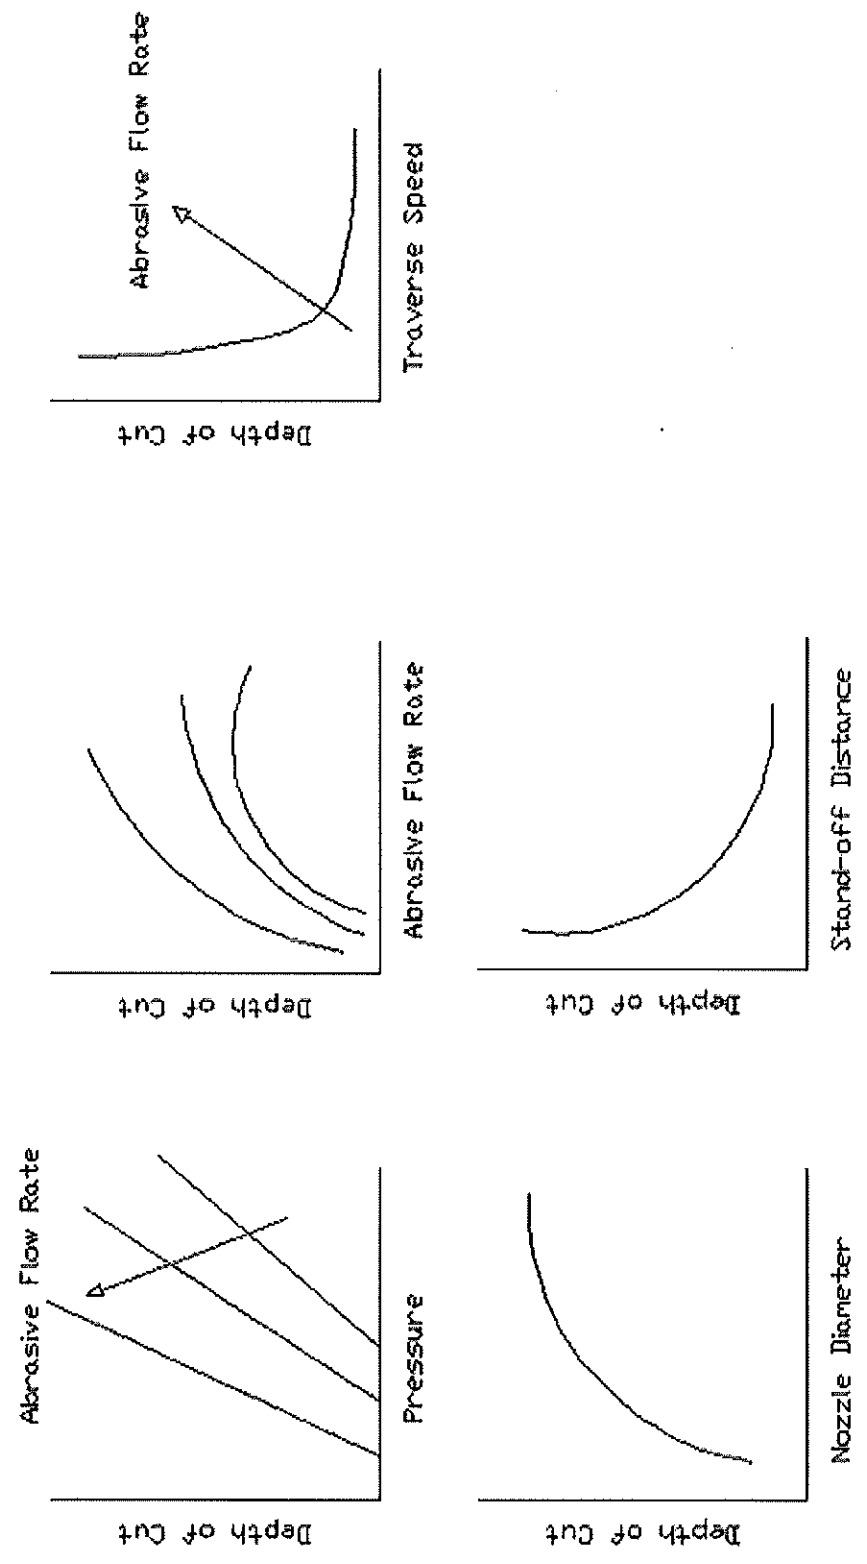 Abrasive Flow Rate
Depth of Cut
Pressure
Depth of Cut
Abrasive Flow Rate
Abrasive Flow Rate
Depth of Cut
Traverse Speed
Depth of Cut
Nozzle Diameter
Depth of Cut
Stand-off Distance